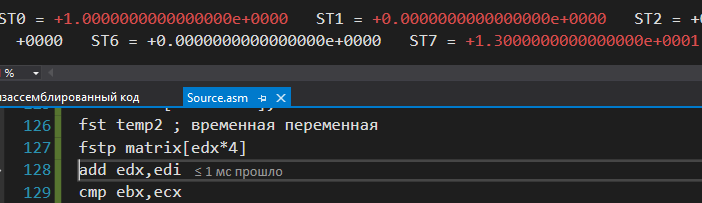 ST0 = +1.0000000000000000e+0000 ST1 = +0.0000000000000000e+0000 ST2 = +0
+0000 ST6 = +0.0000000000000000e+0000 ST7 = +1.3000000000000000e+0001
%
зассемблированный код Source.asm
126 fst temp2 ; временная переменная
127 fstp matrix[edx*4]
128 add edx,edi ≤ 1 мс прошло
129 cmp ebx,ecx